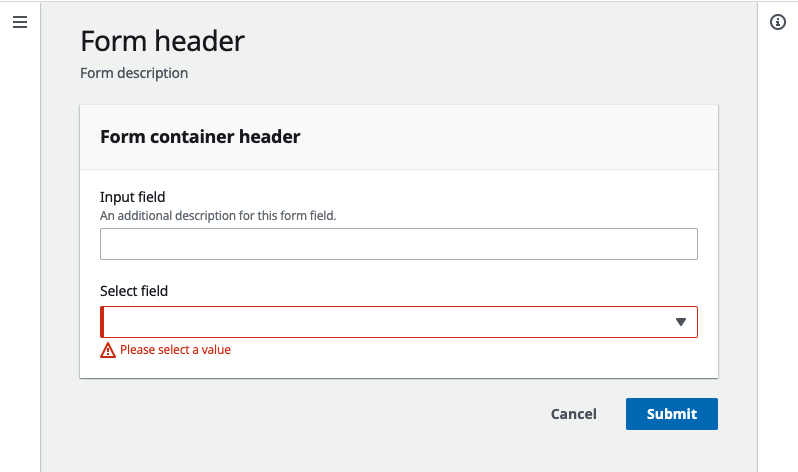 Form header
Form description
Form container header
Input field
An additional description for this form field.
Select field
Please select a value
Cancel
Submit